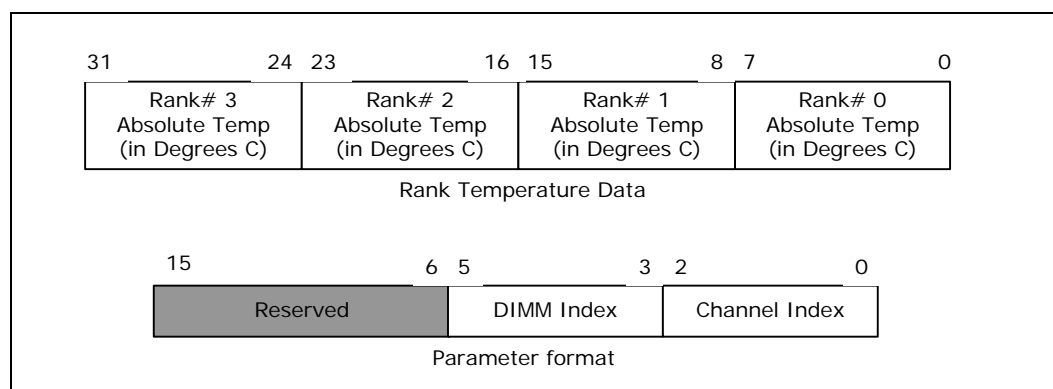 31 24 23 16 15 8 7 0
Rank# 3 Rank# 2 Rank# 1 Rank# 0
Absolute Temp Absolute Temp Absolute Temp Absolute Temp
(in Degrees C) (in Degrees C) (in Degrees C) (in Degrees C)
Rank Temperature Data
15 6 5 3 2 0
Reserved DIMM Index Channel Index
Parameter format